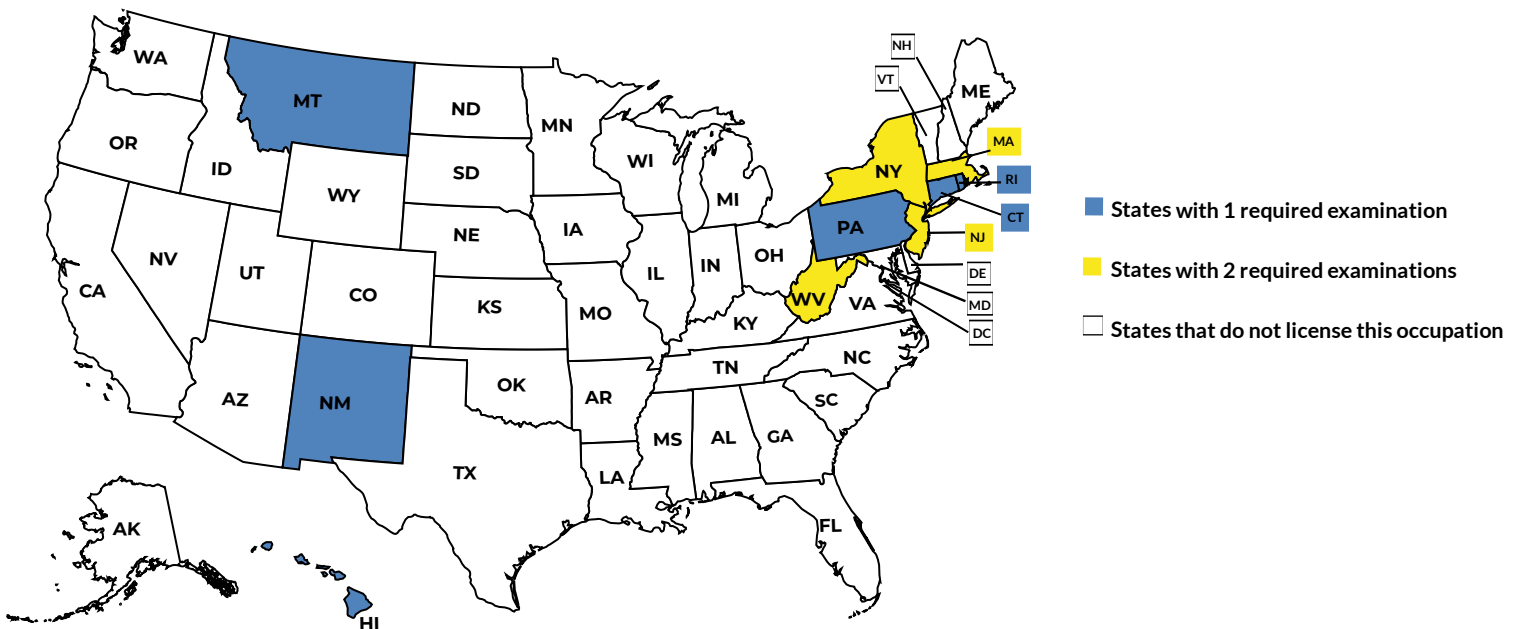 WA
MT
ND
MN
OR
ID
WY
SD
WI
MI
NY
NH
VT
ME
MA
RI
CT
NJ
DE
MD
DC
PA
NE
IA
NV
UT
CO
CA
KS
MO
IL
IN
OH
WV
VA
KY
TN
NC
AZ
NM
OK
AR
SC
MS
AL
GA
TX
LA
FL
AK
HI
States with 1 required examination
States with 2 required examinations
States that do not license this occupation